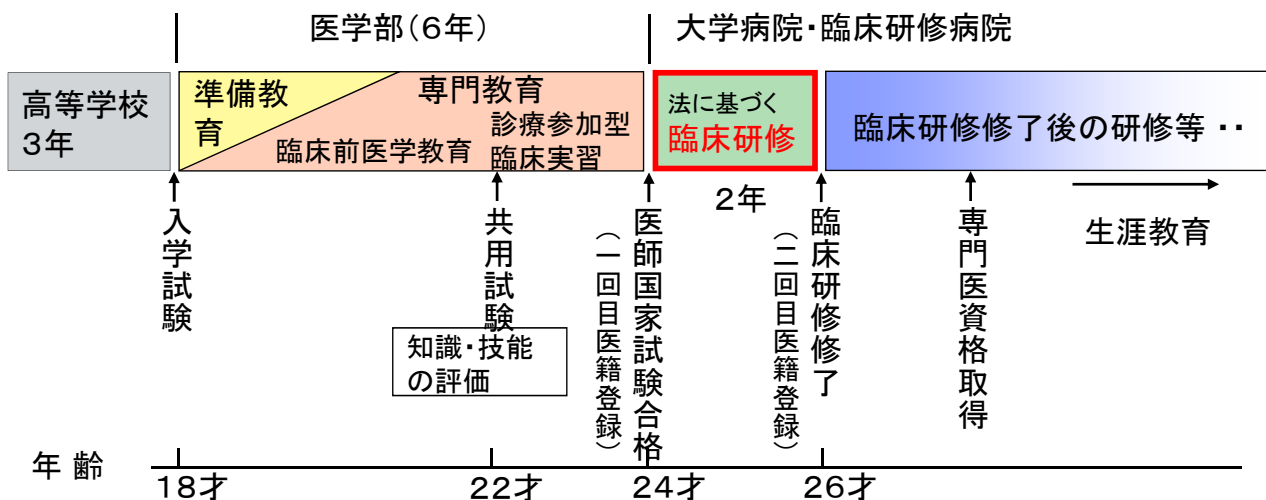 医学部(6年)
大学病院・臨床研修病院
高等学校
3年
準備教
育
専門教育
臨床前医学教育
診療参加型
臨床実習
法に基づく
臨床研修
臨床研修修了後の研修等 ‥
2年
入学試験
共用試験
知識・技能
の評価
医師国家試験合格
(一回目医籍登録)
臨床研修修了
(二回目医籍登録)
専門医資格取得
生涯教育
年 齢
18才
22才
24才
26才